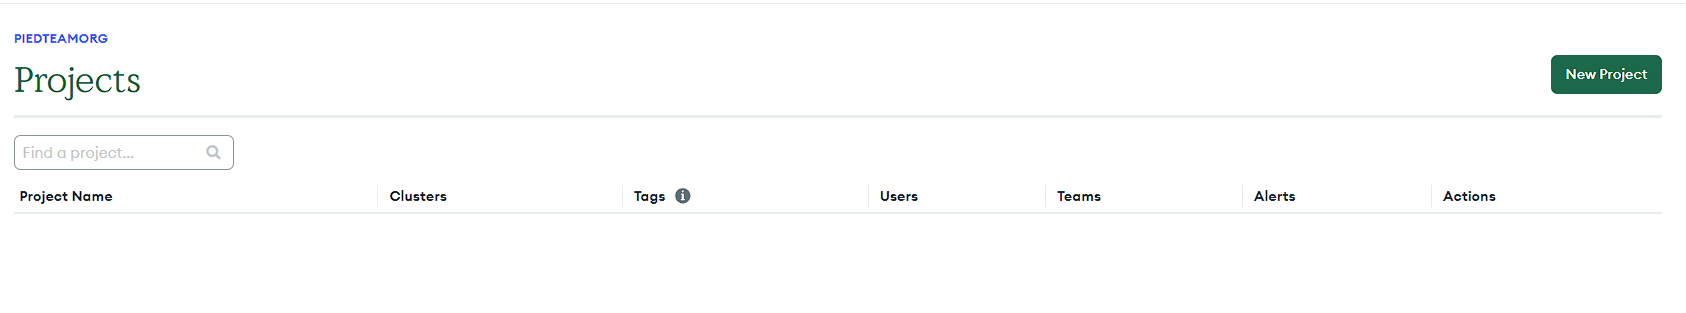 PIEDTEAMORG
Projects
New Project
Find a project...
Project Name Clusters Tags Users Teams Alerts Actions